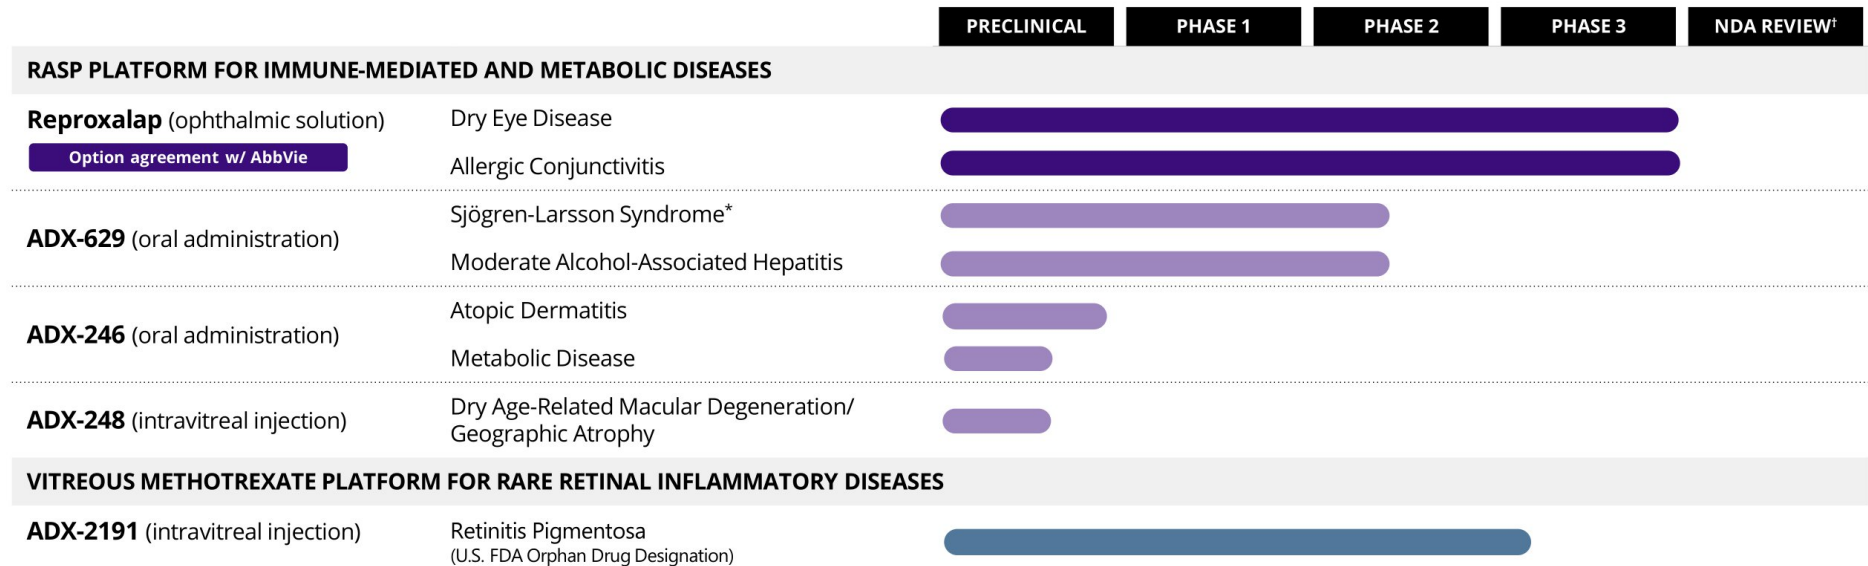 PRECLINICAL PHASE 1 PHASE 2 PHASE 3 NDA REVIEW†
RASP PLATFORM FOR IMMUNE-MEDIATED AND METABOLIC DISEASES
Reproxalap (ophthalmic solution) Dry Eye Disease
Option agreement w/ AbbVie
Allergic Conjunctivitis
Sjögren-Larsson Syndrome*
ADX-629 (oral administration)
Moderate Alcohol-Associated Hepatitis
Atopic Dermatitis
ADX-246 (oral administration)
Metabolic Disease
ADX-248 (intravitreal injection)
Dry Age-Related Macular Degeneration/
Geographic Atrophy
VITREOUS METHOTREXATE PLATFORM FOR RARE RETINAL INFLAMMATORY DISEASES
ADX-2191 (intravitreal injection) Retinitis Pigmentosa
(U.S. FDA Orphan Drug Designation)